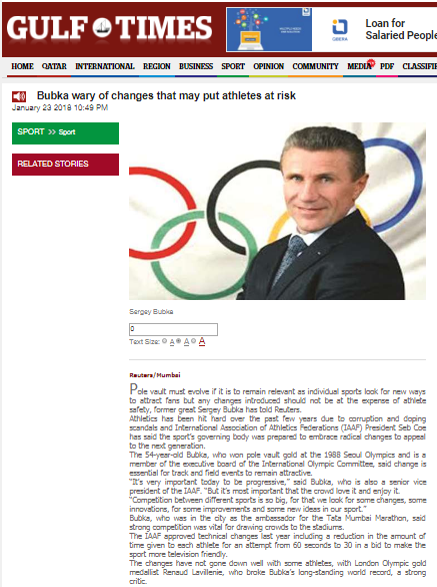 GULF TIMES
Loan for
Salaried People
HOME QATAR INTERNATIONAL REGION BUSINESS SPORT OPINION COMMUNITY MEDIA PDF CLASSIFI
Bubka wary of changes that may put athletes at risk
January 23 2018 10:49 PM
SPORT >> Sport
RELATED STORIES
Sergey Bubka
0
Text Size: A A A
Reuters/Mumbai
Pole vault must evolve if it is to remain relevant as individual sports look for new ways
to attract fans but any changes introduced should not be at the expense of athlete
safety, former great Sergey Bubka has told Reuters.
Athletics has been hit hard over the past few years due to corruption and doping
scandals and International Association of Athletics Federations (IAAF) President Seb Coe
has said the sport's governing body was prepared to embrace radical changes to appeal
to the next generation.
The 54-year-old Bubka, who won pole vault gold at the 1988 Seoul Olympics and is a
member of the executive board of the International Olympic Committee, said change is
essential for track and field events to remain attractive.
"It's very important today to be progressive," said Bubka, who is also a senior vice
president of the IAAF. "But it's most important that the crowd love it and enjoy it.
"Competition between different sports is so big, for that we look for some changes, some
innovations, for some improvements and some new ideas in our sport."
Bubka, who was in the city as the ambassador for the Tata Mumbai Marathon, said
strong competition was vital for drawing crowds to the stadiums.
The IAAF approved technical changes last year including a reduction in the amount of
time given to each athlete for an attempt from 60 seconds to 30 in a bid to make the
sport more television friendly.
The changes have not gone down well with some athletes, with London Olympic gold
medallist Renaud Lavillenie, who broke Bubka's long-standing world record, a strong
critic.